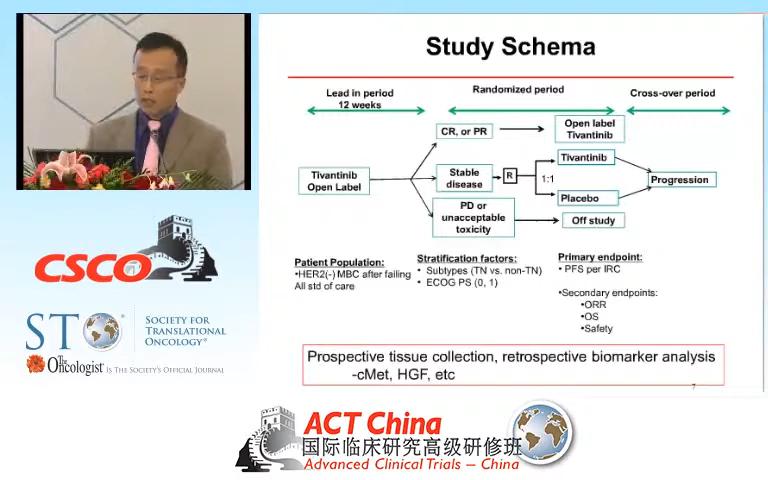 Study Schema
Lead in period
12 weeks
Randomized period
Cross-over period
Tivantinib
Open Label
CR, or PR
Open label
Tivantinib
Stable
disease
R
1:1
Tivantinib
Placebo
Progression
PD or
unacceptable
toxicity
Off study
Patient Population:
•HER2(-) MBC after failing
All std of care
Stratification factors:
• Subtypes (TN vs. non-TN)
• ECOG PS (0, 1)
Primary endpoint:
• PFS per IRC
•Secondary endpoints:
•ORR
•OS
•Safety
Prospective tissue collection, retrospective biomarker analysis
-cMet, HGF, etc
7
CSCO
STO
SOCIETY FOR
TRANSLATIONAL
ONCOLOGY®
The Oncologist IS THE SOCIETY'S OFFICIAL JOURNAL
ACT China
国际临床研究高级研修班
Advanced Clinical Trials – China